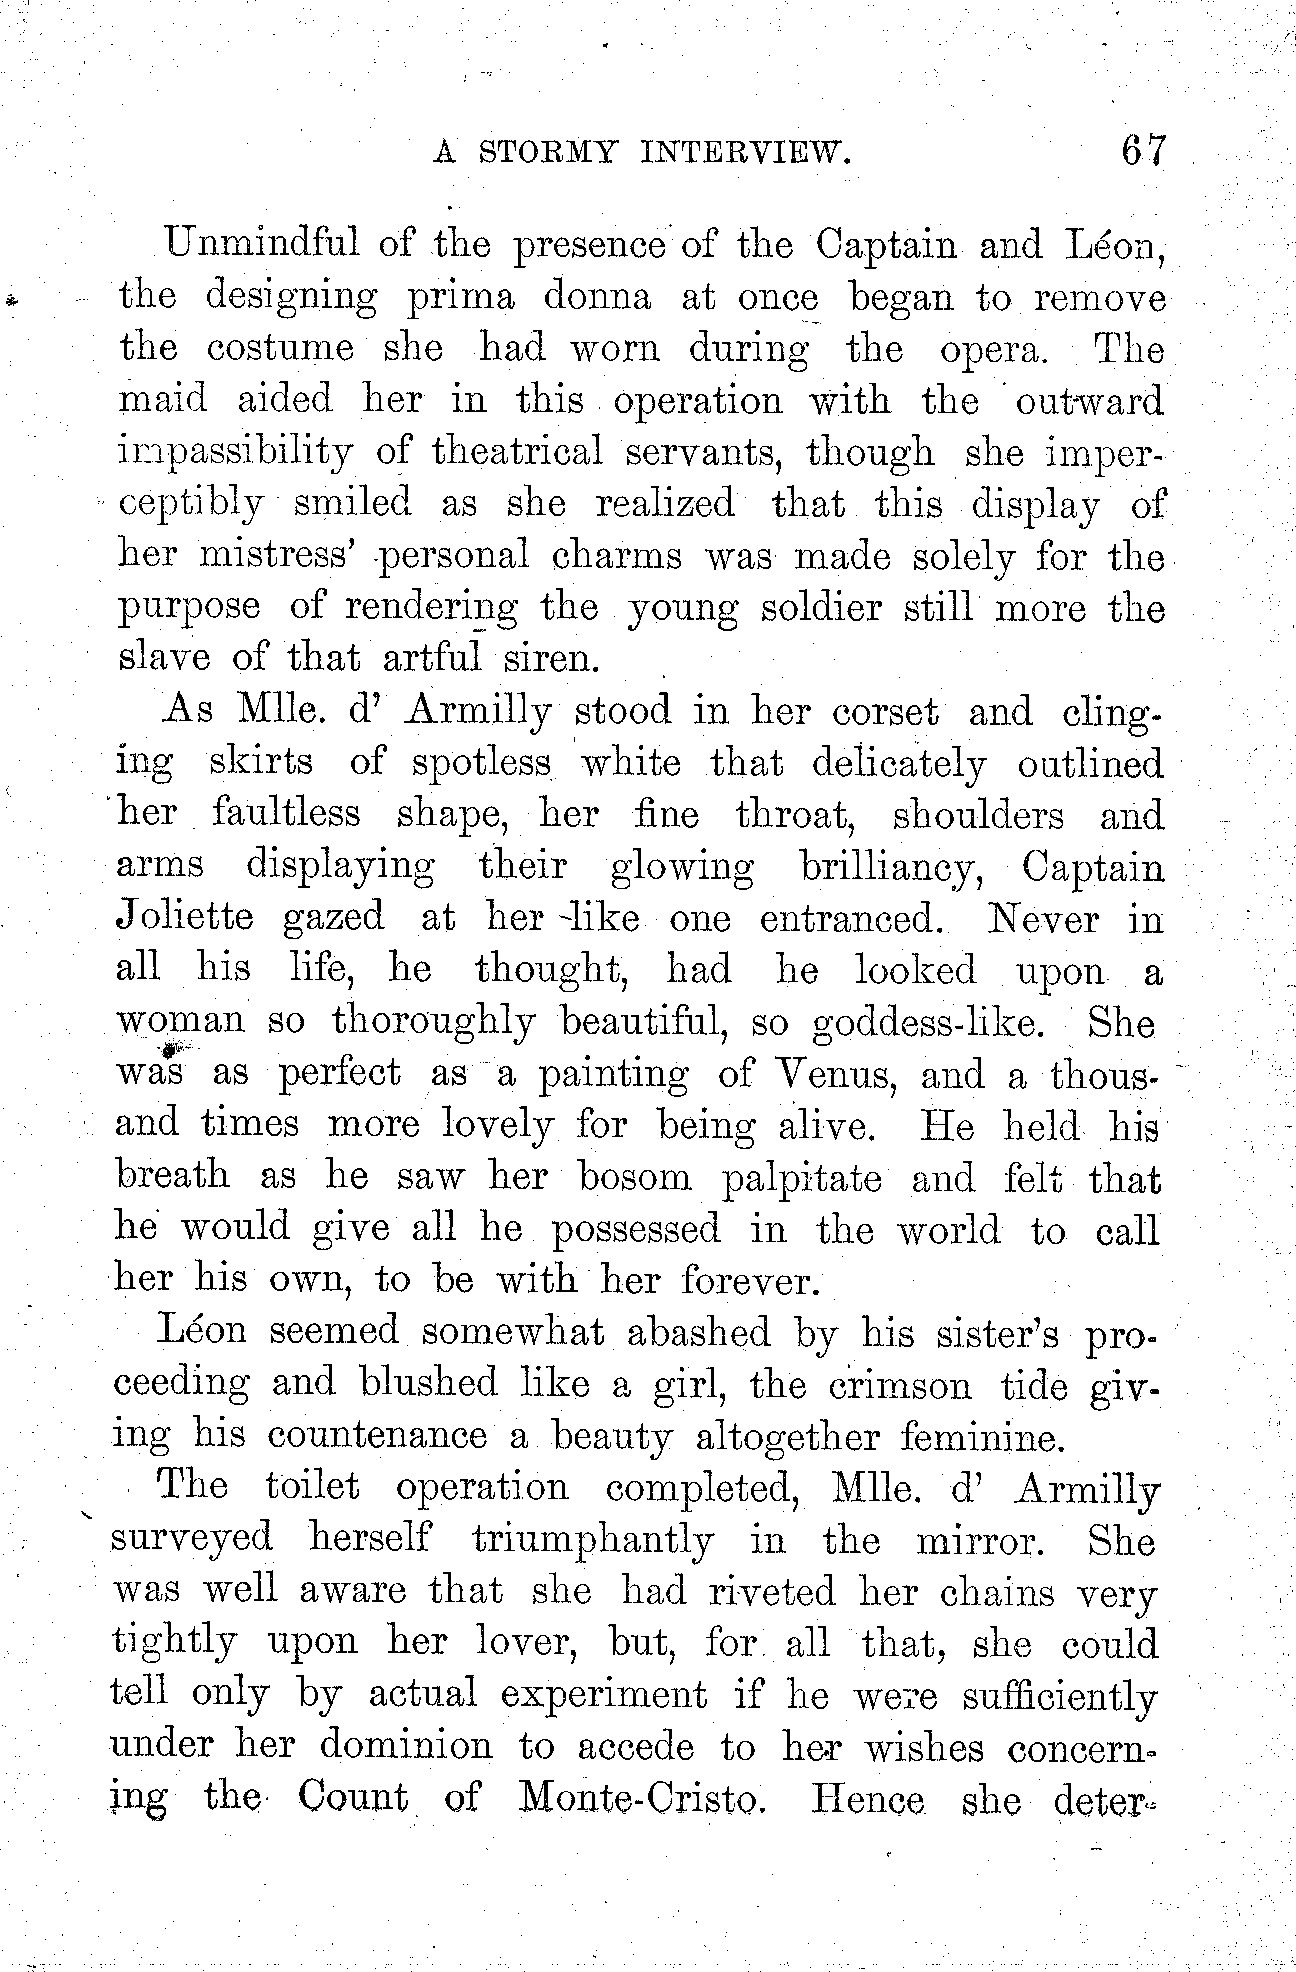 A STORMY INTERVIEW. 67
Unmindful of the presence of the Captain and Léon,
the designing prima donna at once began to remove
the costume she had worn during the opera. The
maid aided her in this operation with the outward
impassibility of theatrical servants, though she imper-
ceptibly smiled as she realized that this display of
her mistress' personal charms was made solely for the
purpose of rendering the young soldier still more the
slave of that artful siren.
As Mlle. d' Armilly stood in her corset and cling-
ing skirts of spotless white that delicately outlined
her faultless shape, her fine throat, shoulders and
arms displaying their glowing brilliancy, Captain
Joliette gazed at her like one entranced. Never in
all his life, he thought, had he looked upon a
woman so thoroughly beautiful, so goddess-like. She
was as perfect as a painting of Venus, and a thous-
and times more lovely for being alive. He held his
breath as he saw her bosom palpitate and felt that
he would give all he possessed in the world to call
her his own, to be with her forever.
Léon seemed somewhat abashed by his sister's pro-
ceeding and blushed like a girl, the crimson tide giv-
ing his countenance a beauty altogether feminine.
The toilet operation completed, Mlle. d' Armilly
surveyed herself triumphantly in the mirror. She
was well aware that she had riveted her chains very
tightly upon her lover, but, for all that, she could
tell only by actual experiment if he were sufficiently
under her dominion to accede to her wishes concern-
ing the Count of Monte-Cristo. Hence she deter-